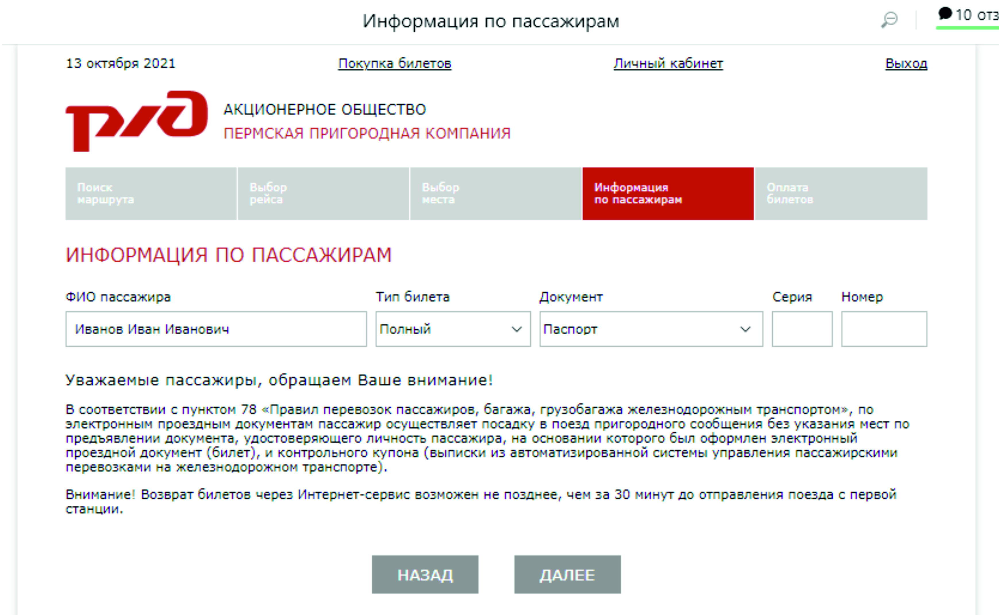 Информация по пассажирам
10 отз
13 октября 2021 Покупка билетов Личный кабинет Выход
ржд
АКЦИОНЕРНОЕ ОБЩЕСТВО
ПЕРМСКАЯ ПРИГОРОДНАЯ КОМПАНИЯ
Поиск
маршрута
Выбор
рейса
Выбор
места
Информация
по пассажирам
Оплата
билетов
ИНФОРМАЦИЯ ПО ПАССАЖИРАМ
ФИО пассажира Тип билета Документ Серия Номер
Иванов Иван Иванович Полный Паспорт
Уважаемые пассажиры, обращаем Ваше внимание!
В соответствии с пунктом 78 «Правил перевозок пассажиров, багажа, грузобагажа железнодорожным транспортом», по
электронным проездным документам пассажир осуществляет посадку в поезд пригородного сообщения без указания мест по
предъявлении документа, удостоверяющего личность пассажира, на основании которого был оформлен электронный
проездной документ (билет), и контрольного купона (выписки из автоматизированной системы управления пассажирскими
перевозками на железнодорожном транспорте).
Внимание! Возврат билетов через Интернет-сервис возможен не позднее, чем за 30 минут до отправления поезда с первой
станции.
НАЗАД ДАЛЕЕ